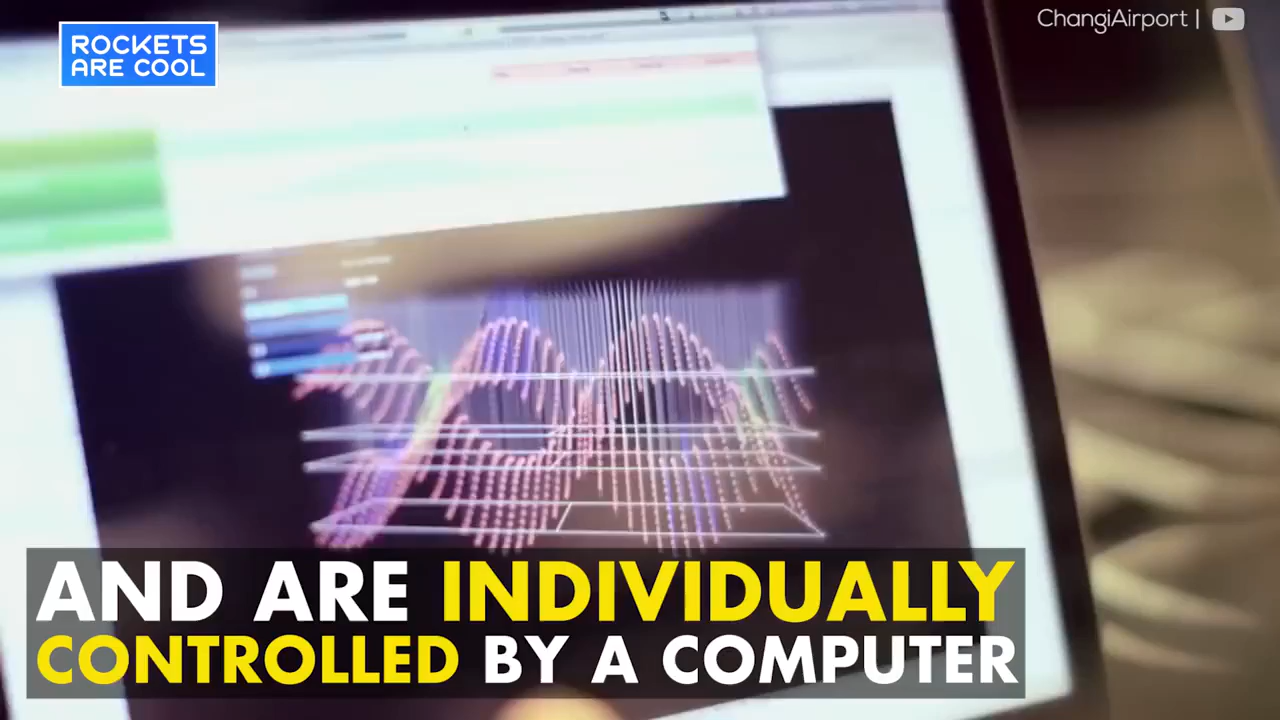 ROCKETS
ARE COOL
ChangiAirport |
AND ARE INDIVIDUALLY
CONTROLLED BY A COMPUTER